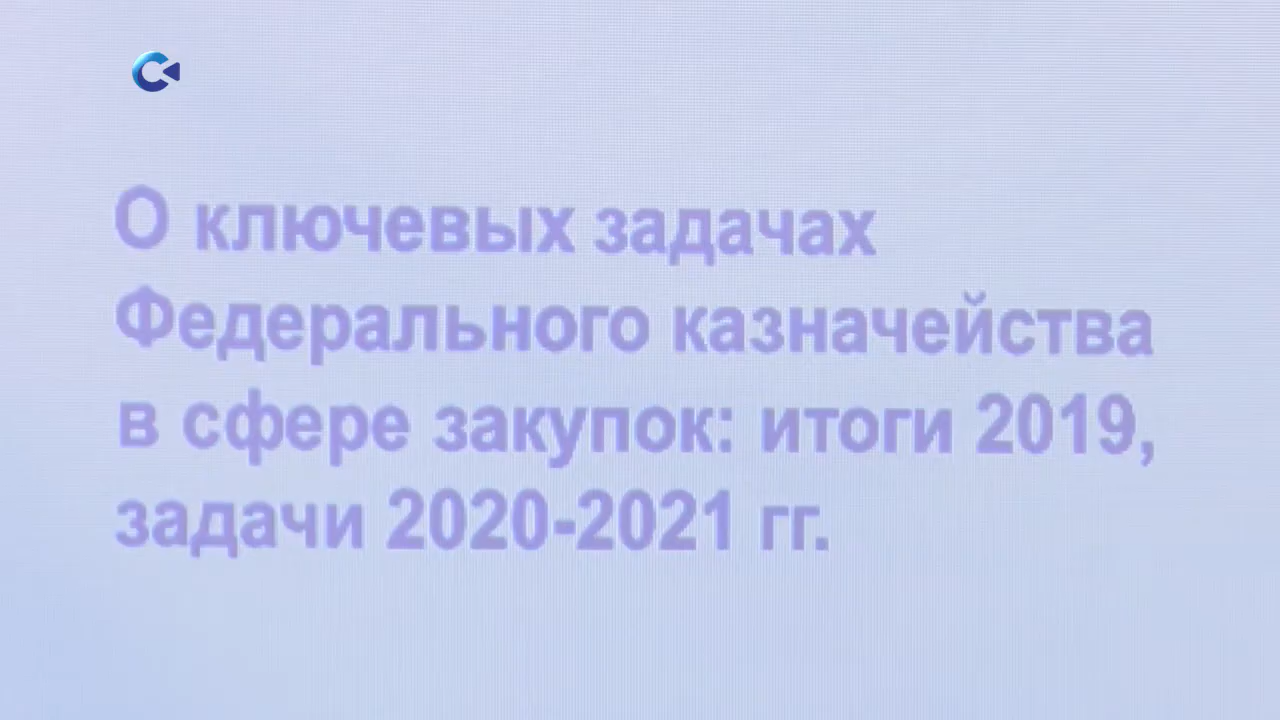 О ключевых задачах
Федерального казначейства
в сфере закупок: итоги 2019,
задачи 2020-2021 гг.